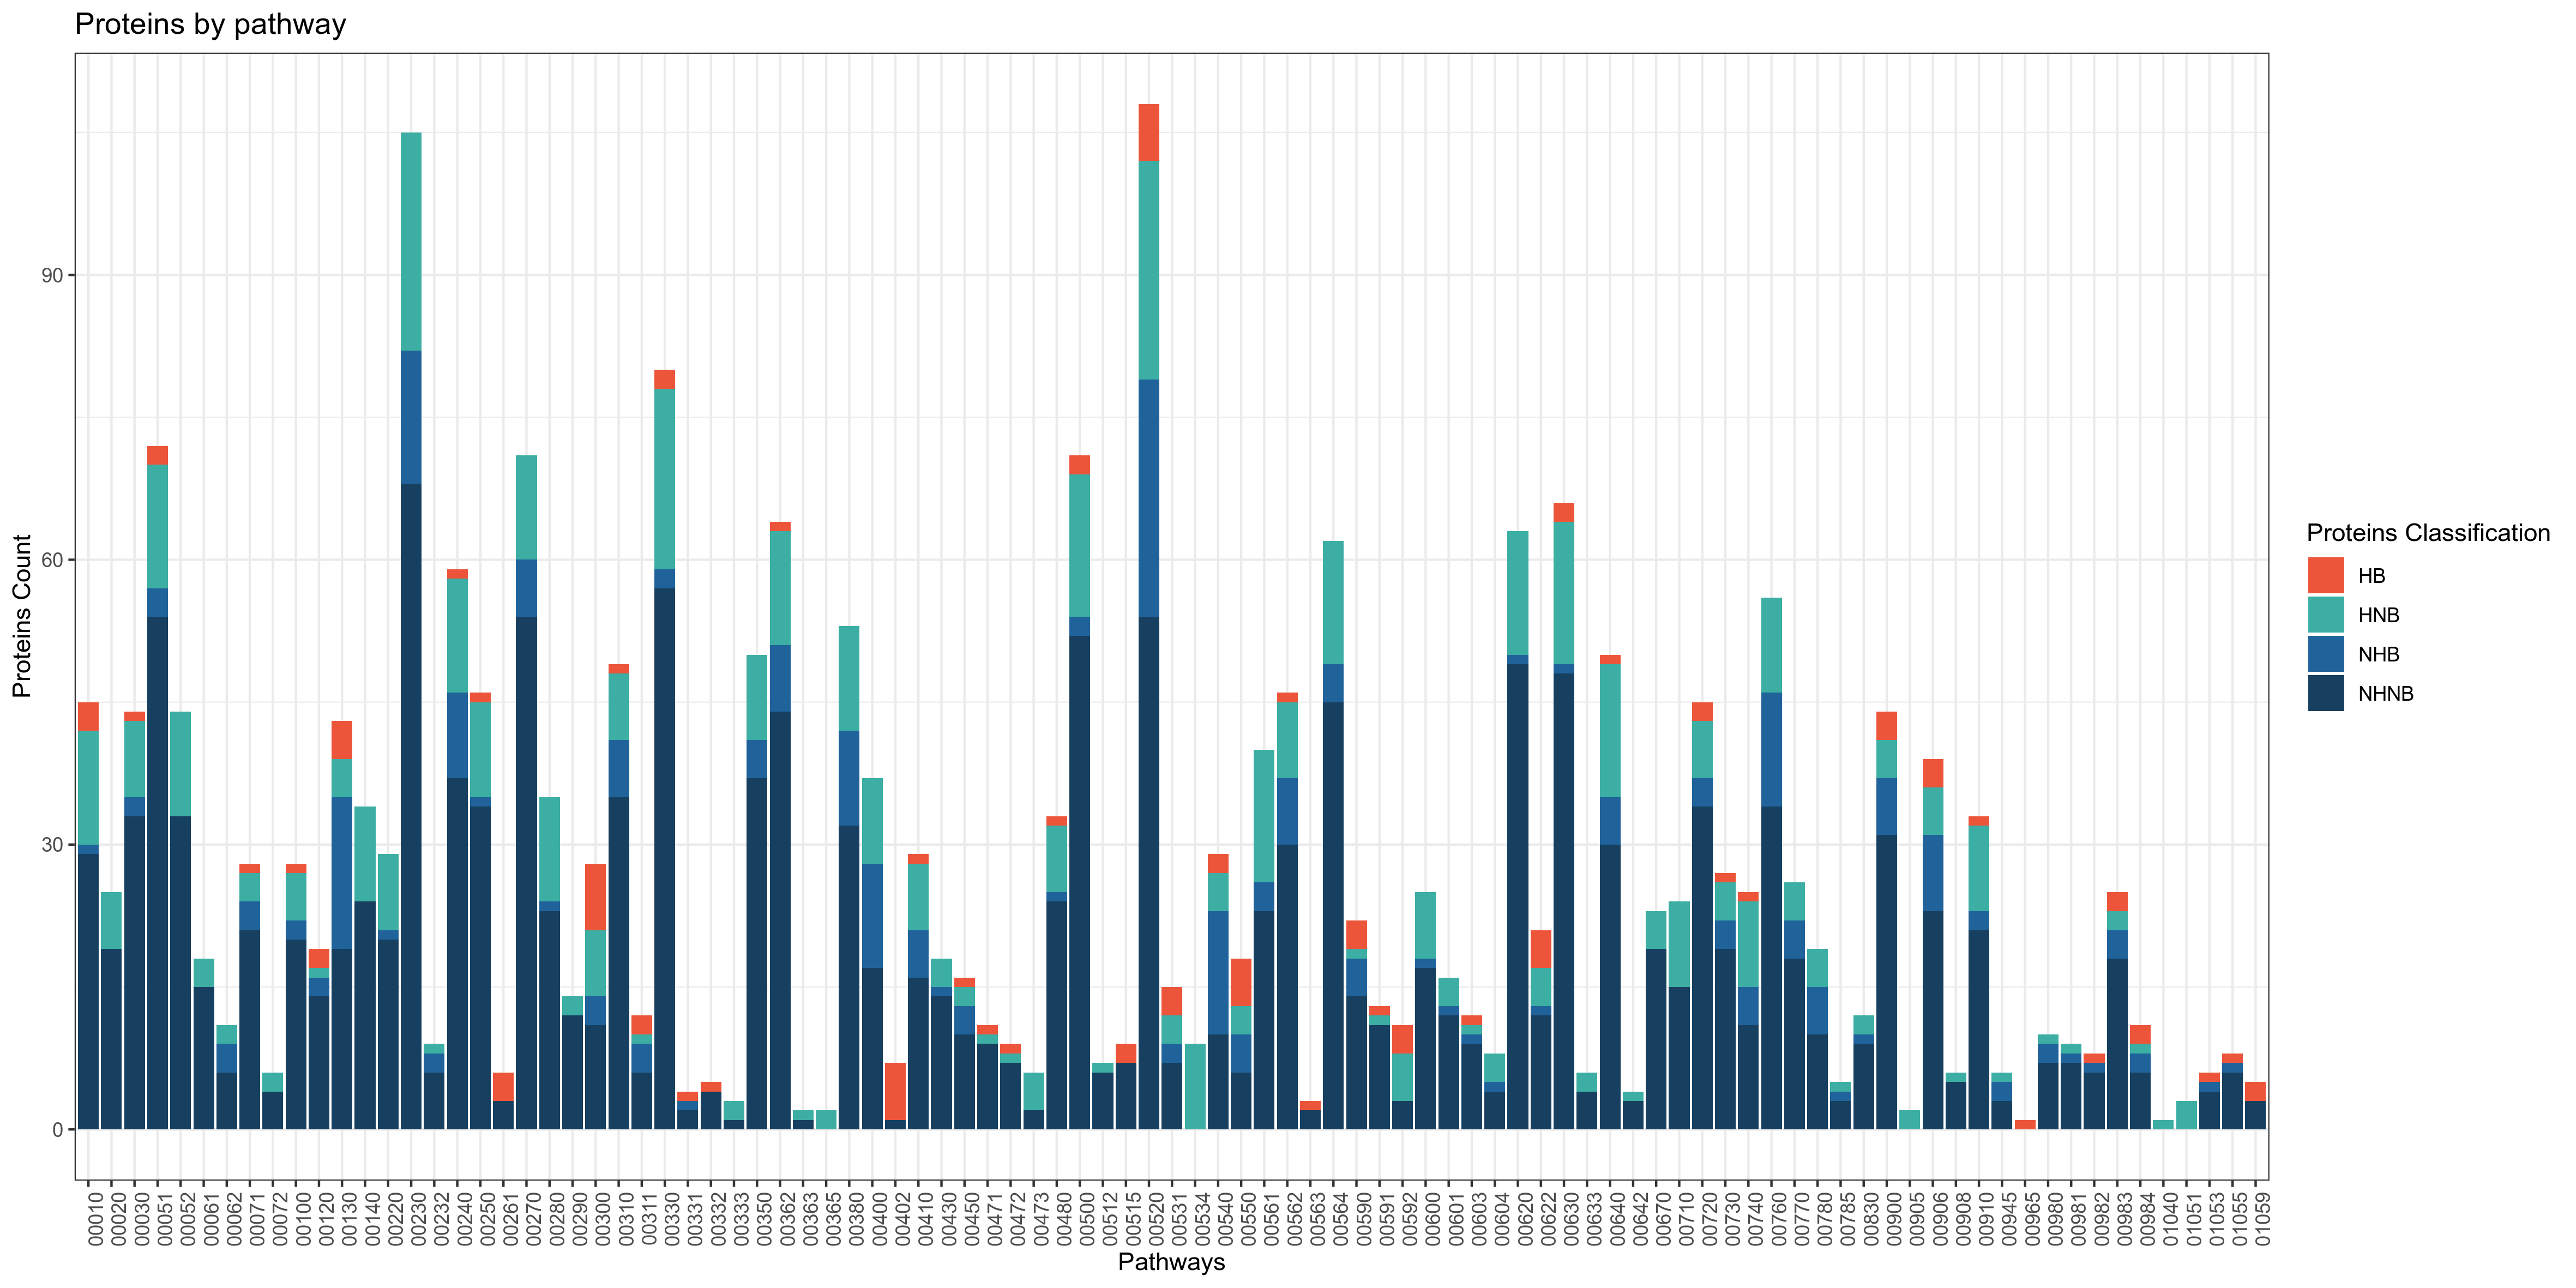 Proteins by pathway
Proteins Count
90
60
30
0
00010 00020 00030 00051 00052 00061 00062 00071 00072 00100 00120 00130 00140 00220 00230 00232 00240 00250 00261 00270 00280 00290 00300 00310 00311 00330 00331 00332 00333 00350 00362 00363 00365 00380 00400 00402 00410 00430 00450 00471 00472 00473 00480 00500 00512 00515 00520 00531 00534 00540 00550 00561 00562 00563 00564 00590 00591 00592 00600 00601 00603 00604 00620 00622 00630 00633 00640 00642 00670 00710 00720 00730 00740 00760 00770 00780 00785 00830 00900 00905 00906 00908 00910 00945 00965 00980 00981 00982 00983 00984 01040 01051 01053 01055 01059
Pathways
Proteins Classification
HB
HNB
NHB
NHNB